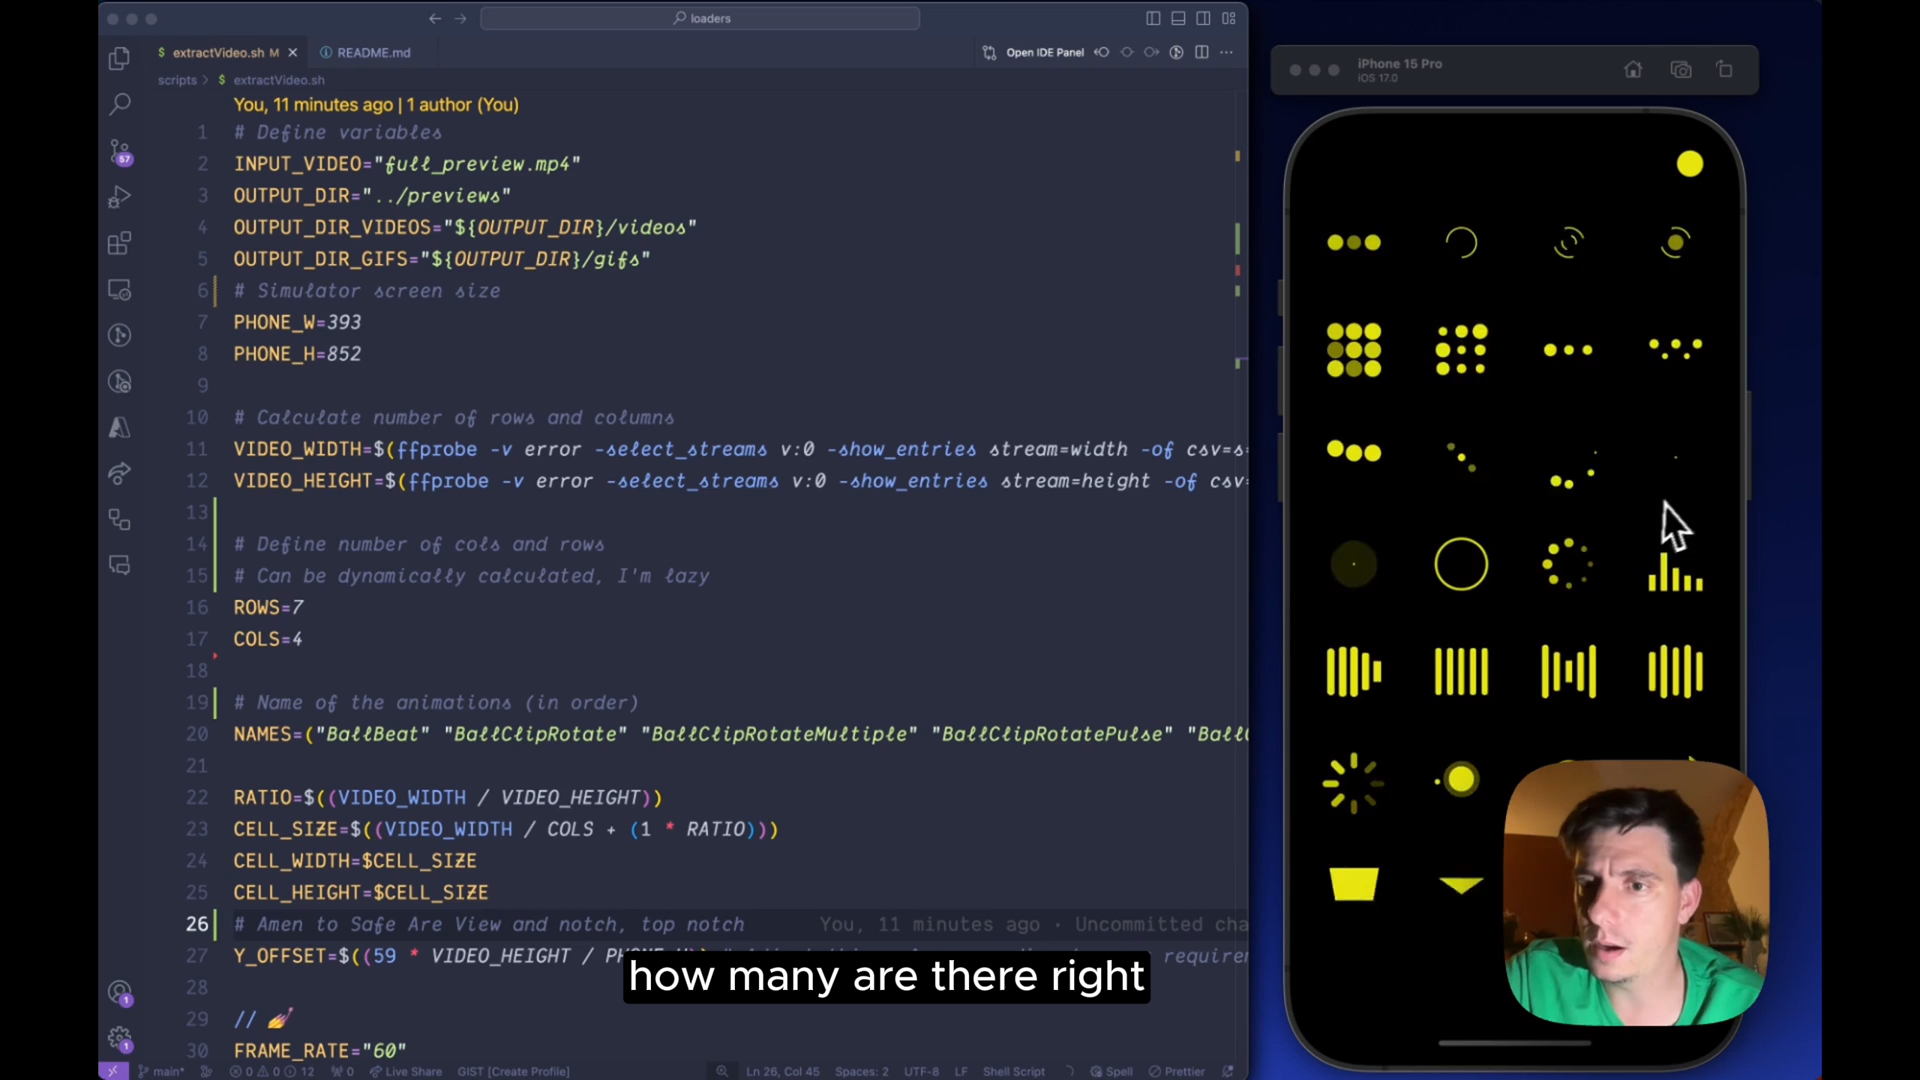 loaders
$ extractVideo.sh M
README.md
Open IDE Panel
scripts > $ extractVideo.sh
You, 11 minutes ago | 1 author (You)
1 # Define variables
2 INPUT_VIDEO="full_preview.mp4"
3 OUTPUT_DIR="../previews"
4 OUTPUT_DIR_VIDEOS="${OUTPUT_DIR}/videos"
5 OUTPUT_DIR_GIFS="${OUTPUT_DIR}/gifs"
6 # Simulator screen size
7 PHONE_W=393
8 PHONE_H=852
9
10 # Calculate number of rows and columns
11 VIDEO_WIDTH=$(ffprobe -v error -select_streams v:0 -show_entries stream=width -of csv=s
12 VIDEO_HEIGHT=$(ffprobe -v error -select_streams v:0 -show_entries stream=height -of csv=
13
14 # Define number of cols and rows
15 # Can be dynamically calculated, I'm lazy
16 ROWS=7
17 COLS=4
18
19 # Name of the animations (in order)
20 NAMES=("BallBeat" "BallClipRotate" "BallClipRotateMultiple" "BallClipRotatePulse" "BallC
21
22 RATIO=$((VIDEO_WIDTH / VIDEO_HEIGHT))
23 CELL_SIZE=$((VIDEO_WIDTH / COLS + (1 * RATIO)))
24 CELL_WIDTH=$CELL_SIZE
25 CELL_HEIGHT=$CELL_SIZE
26 # Amen to Safe Are View and notch, top notch You, 11 minutes ago · Uncommitted cha
27 Y_OFFSET=$((59 * VIDEO_HEIGHT /
28
29 // 💅
30 FRAME_RATE="60"
how many are there right
57
1
1
main*
0 0 12
0
Live Share
GIST [Create Profile]
Ln 26, Col 45
Spaces: 2
UTF-8
LF
Shell Script
Spell
Prettier
iPhone 15 Pro
iOS 17.0